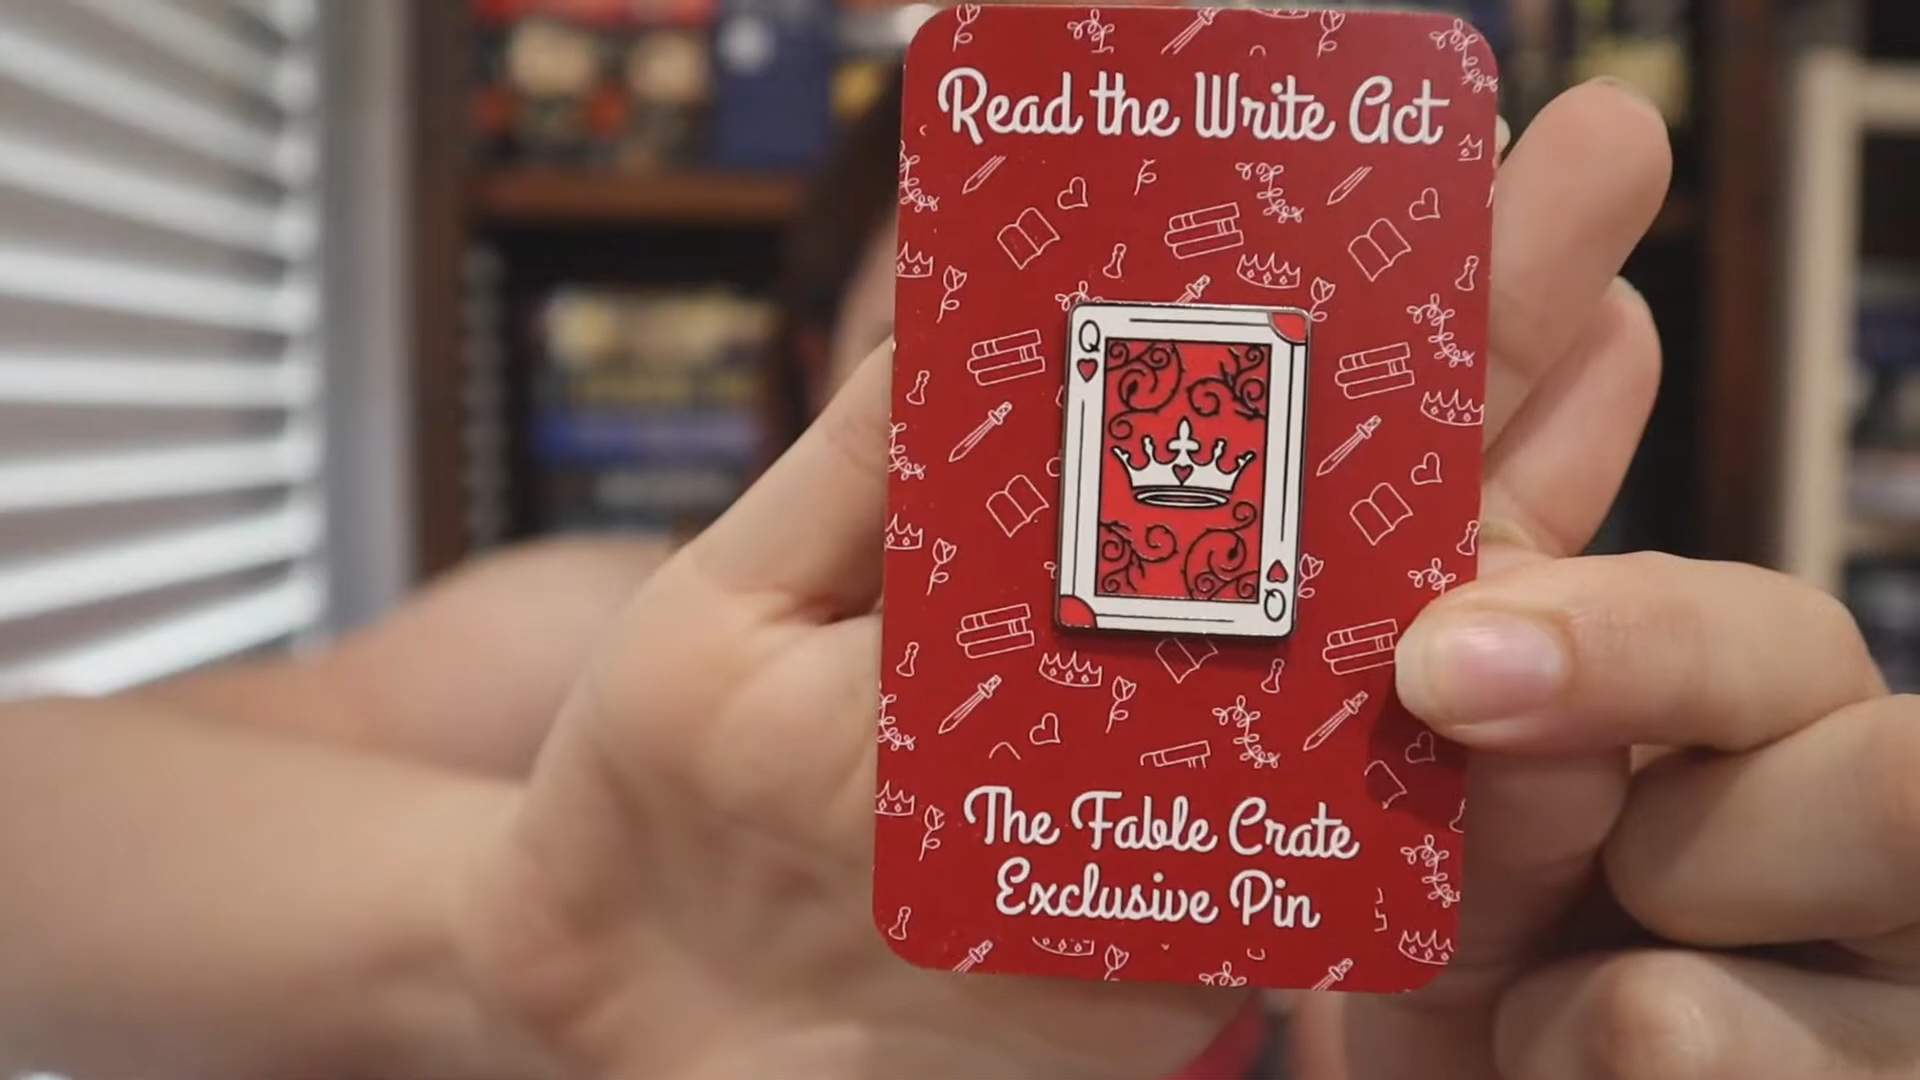 Read the Write Act
Q
Q
The Fable Crate
Exclusive Pin